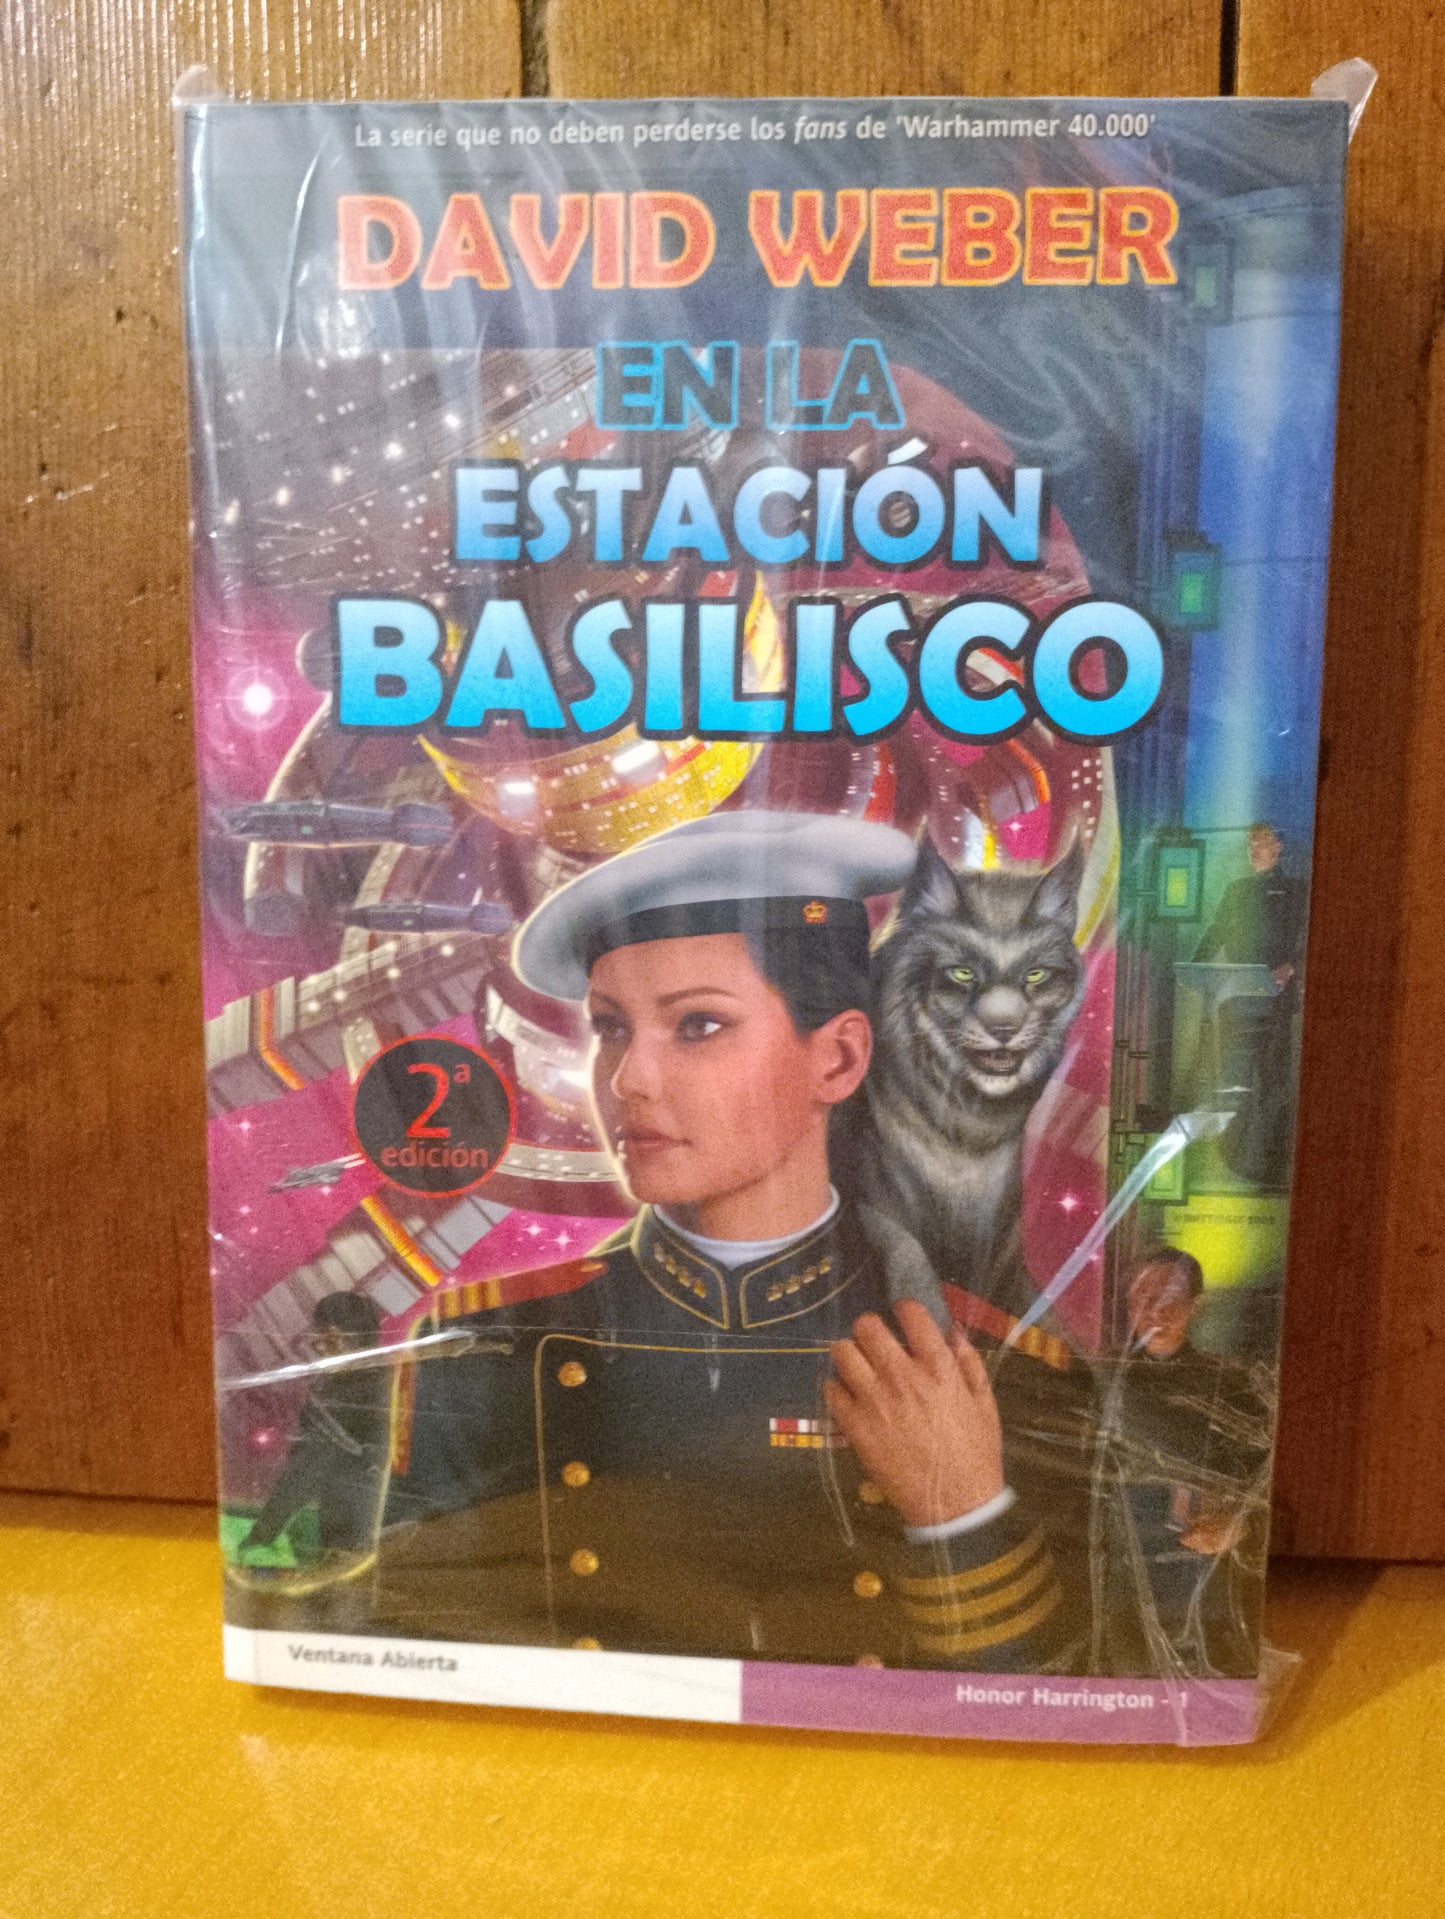 La serie que no deben perderse los fans de 'Warhammer 40.000'
DAVID WEBER
EN LA
ESTACIÓN
BASILISCO
2ª
edición
Ventana Abierta
Honor Harrington - 1